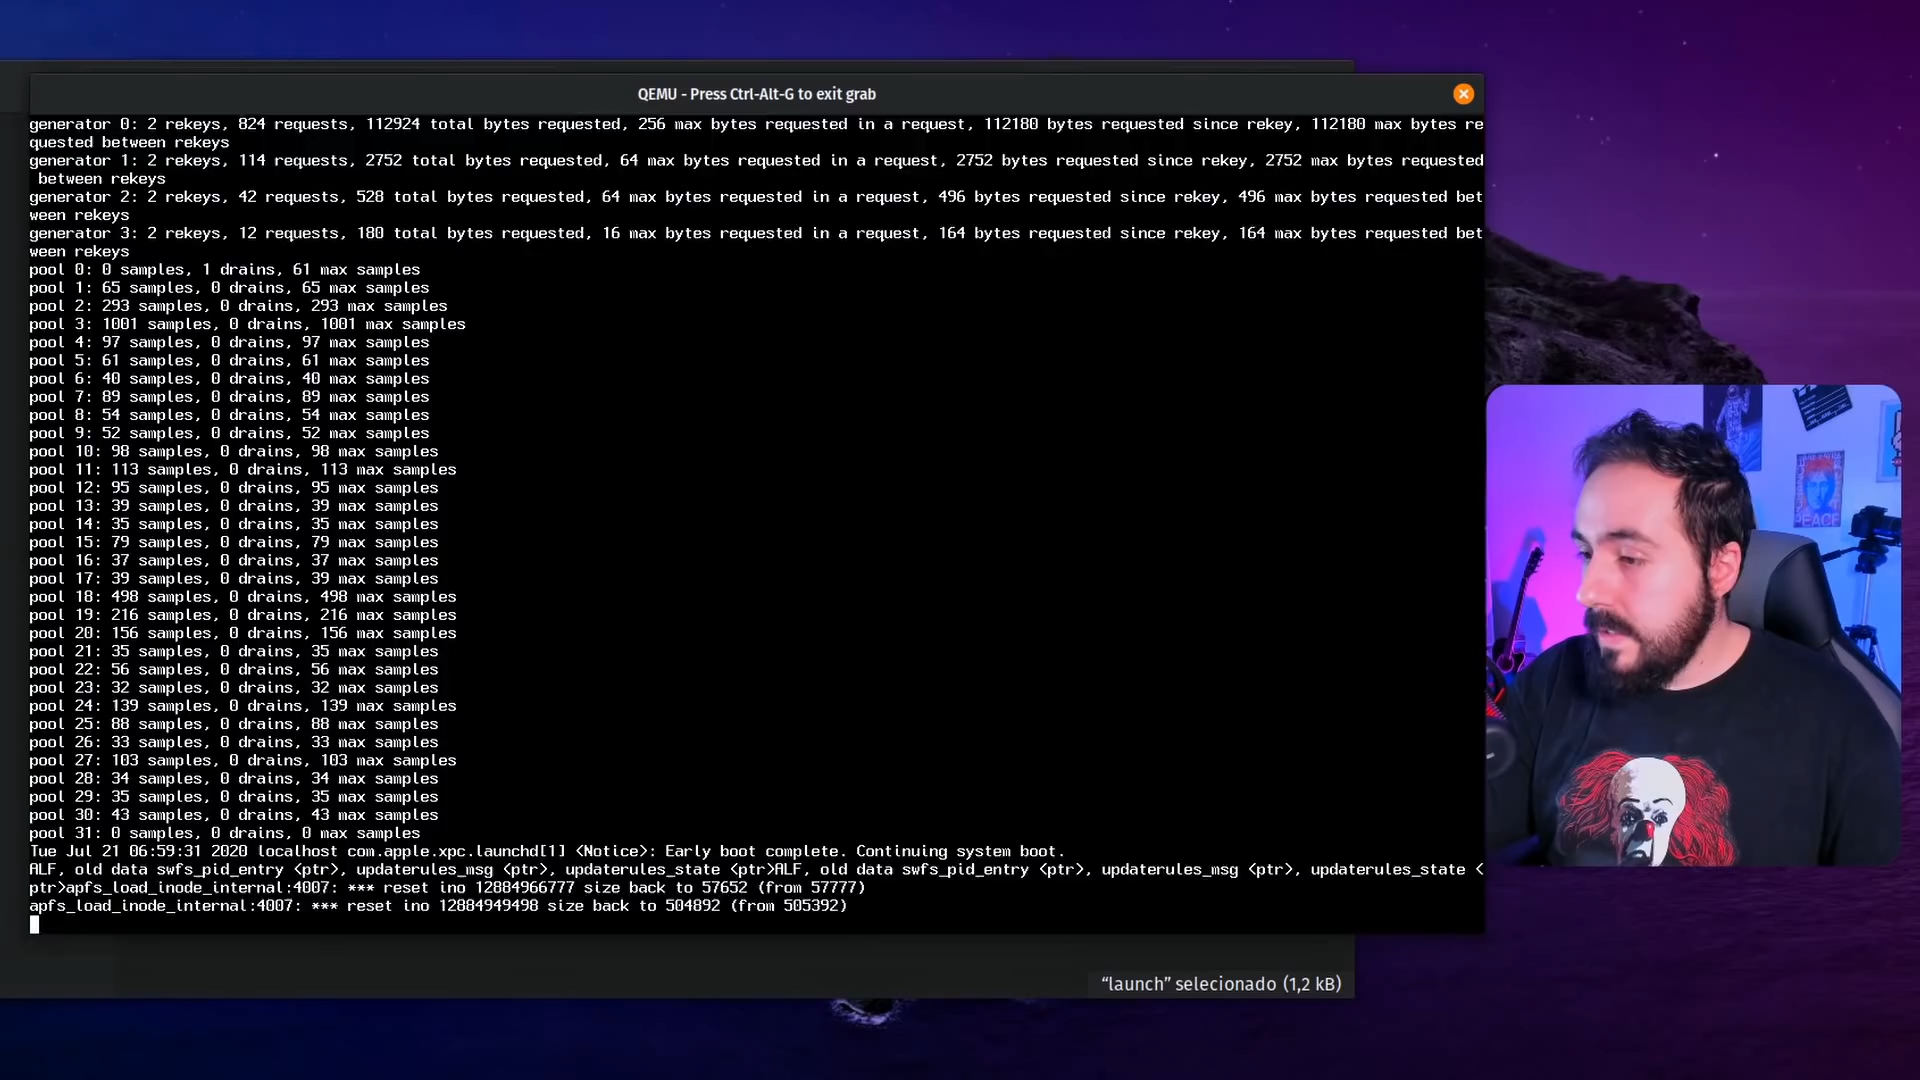 QEMU - Press Ctrl-Alt-G to exit grab
generator 0: 2 rekeys, 824 requests, 112924 total bytes requested, 256 max bytes requested in a request, 112180 bytes requested since rekey, 112180 max bytes re
quested between rekeys
generator 1: 2 rekeys, 114 requests, 2752 total bytes requested, 64 max bytes requested in a request, 2752 bytes requested since rekey, 2752 max bytes requested
between rekeys
generator 2: 2 rekeys, 42 requests, 528 total bytes requested, 64 max bytes requested in a request, 496 bytes requested since rekey, 496 max bytes requested bet
ween rekeys
generator 3: 2 rekeys, 12 requests, 180 total bytes requested, 16 max bytes requested in a request, 164 bytes requested since rekey, 164 max bytes requested bet
ween rekeys
pool 0: 0 samples, 1 drains, 61 max samples
pool 1: 65 samples, 0 drains, 65 max samples
pool 2: 293 samples, 0 drains, 293 max samples
pool 3: 1001 samples, 0 drains, 1001 max samples
pool 4: 97 samples, 0 drains, 97 max samples
pool 5: 61 samples, 0 drains, 61 max samples
pool 6: 40 samples, 0 drains, 40 max samples
pool 7: 89 samples, 0 drains, 89 max samples
pool 8: 54 samples, 0 drains, 54 max samples
pool 9: 52 samples, 0 drains, 52 max samples
pool 10: 98 samples, 0 drains, 98 max samples
pool 11: 113 samples, 0 drains, 113 max samples
pool 12: 95 samples, 0 drains, 95 max samples
pool 13: 39 samples, 0 drains, 39 max samples
pool 14: 35 samples, 0 drains, 35 max samples
pool 15: 79 samples, 0 drains, 79 max samples
pool 16: 37 samples, 0 drains, 37 max samples
pool 17: 39 samples, 0 drains, 39 max samples
pool 18: 498 samples, 0 drains, 498 max samples
pool 19: 216 samples, 0 drains, 216 max samples
pool 20: 156 samples, 0 drains, 156 max samples
pool 21: 35 samples, 0 drains, 35 max samples
pool 22: 56 samples, 0 drains, 56 max samples
pool 23: 32 samples, 0 drains, 32 max samples
pool 24: 139 samples, 0 drains, 139 max samples
pool 25: 88 samples, 0 drains, 88 max samples
pool 26: 33 samples, 0 drains, 33 max samples
pool 27: 103 samples, 0 drains, 103 max samples
pool 28: 34 samples, 0 drains, 34 max samples
pool 29: 35 samples, 0 drains, 35 max samples
pool 30: 43 samples, 0 drains, 43 max samples
pool 31: 0 samples, 0 drains, 0 max samples
Tue Jul 21 06:59:31 2020 localhost com.apple.xpc.launchd[1] <Notice>: Early boot complete. Continuing system boot.
ALF, old data swfs_pid_entry <ptr>, updaterules_msg <ptr>, updaterules_state <ptr>ALF, old data swfs_pid_entry <ptr>, updaterules_msg <ptr>, updaterules_state <
ptr>apfs_load_inode_internal:4007: *** reset ino 12884966777 size back to 57652 (from 57777)
apfs_load_inode_internal:4007: *** reset ino 12884949498 size back to 504892 (from 505392)
“launch” selecionado (1,2 kB)
PEACE